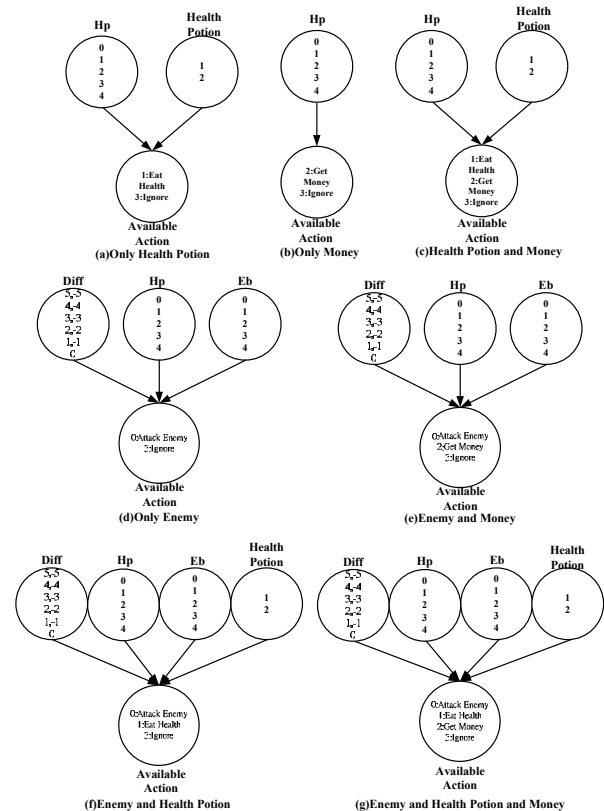 Hp
0
1
2
3
4
Health
Potion
1
2
1:Eat
Health
3:Ignore
Available
Action
(a)Only Health Potion
Hp
0
1
2
3
4
2:Get
Money
3:Ignore
Available
Action
(b)Only Money
Hp
0
1
2
3
4
Health
Potion
1
2
1:Eat
Health
2:Get
Money
3:Ignore
Available
Action
(c)Health Potion and Money
Diff
5,-5
4,-4
3,-3
2,-2
1,-1
0
Hp
0
1
2
3
4
Eb
0
1
2
3
4
0:Attack Enemy
3:Ignore
Available
Action
(d)Only Enemy
Diff
5,-5
4,-4
3,-3
2,-2
1,-1
0
Hp
0
1
2
3
4
Eb
0
1
2
3
4
0:Attack Enemy
2:Get Money
3:Ignore
Available
Action
(e)Enemy and Money
Diff
5,-5
4,-4
3,-3
2,-2
1,-1
0
Hp
0
1
2
3
4
Eb
0
1
2
3
4
Health
Potion
1
2
0:Attack Enemy
1:Eat Health
3:Ignore
Available
Action
(f)Enemy and Health Potion
Diff
5,-5
4,-4
3,-3
2,-2
1,-1
0
Hp
0
1
2
3
4
Eb
0
1
2
3
4
Health
Potion
1
2
0:Attack Enemy
1:Eat Health
2:Get Money
3:Ignore
Available
Action
(g)Enemy and Health Potion and Money